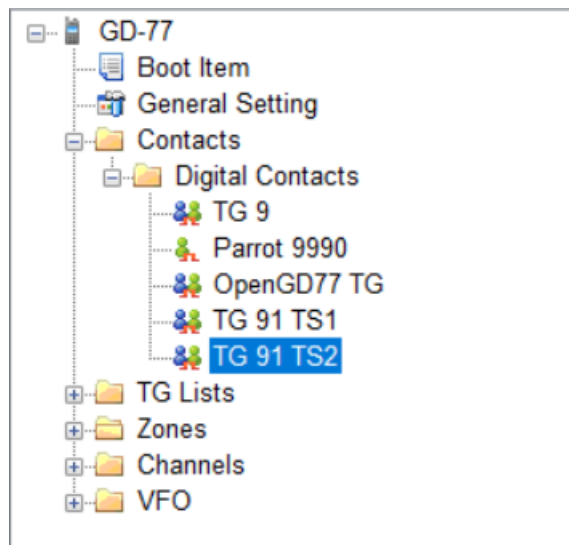 GD-77
Boot Item
General Setting
Contacts
Digital Contacts
TG 9
Parrot 9990
OpenGD77 TG
TG 91 TS1
TG 91 TS2
TG Lists
Zones
Channels
VFO